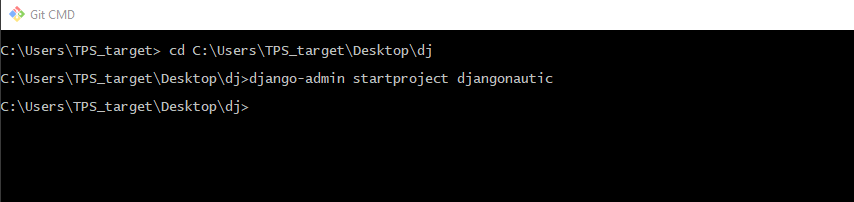 Git CMD
C:\Users\TPS_target> cd C:\Users\TPS_target\Desktop\dj
C:\Users\TPS_target\Desktop\dj>django-admin startproject djangonautic
C:\Users\TPS_target\Desktop\dj>